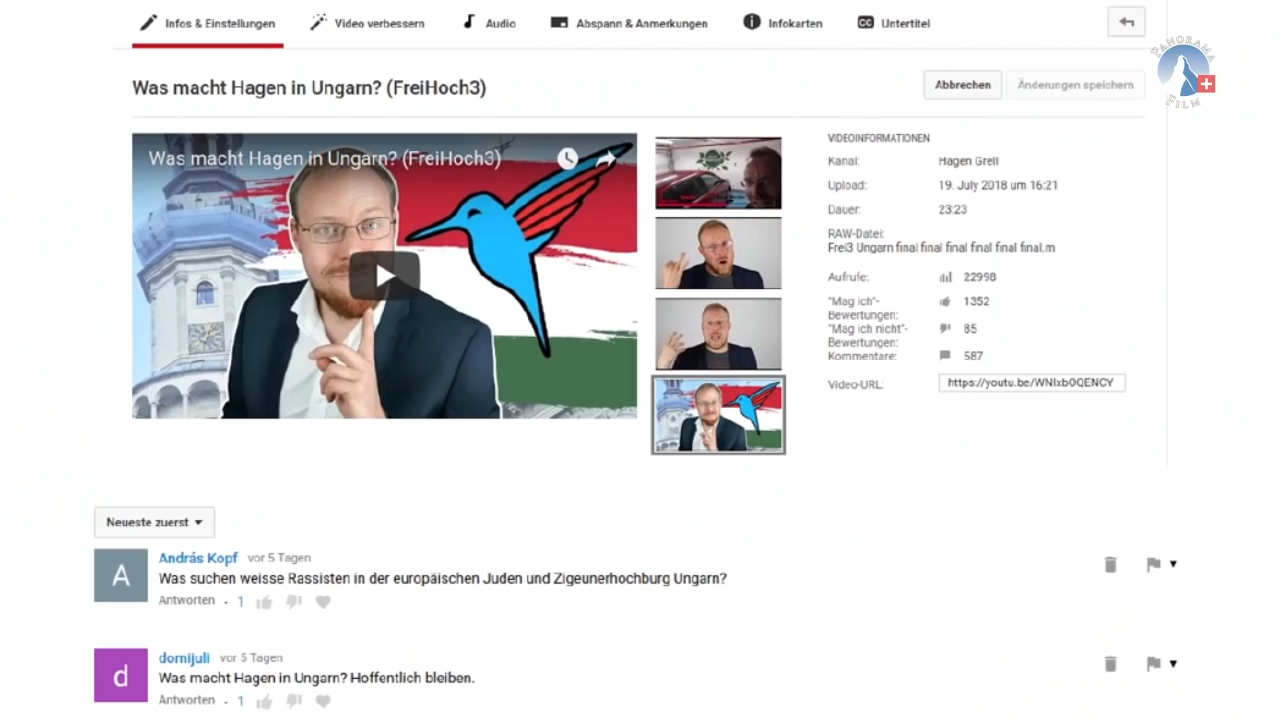 Infos & Einstellungen
Video verbessern
Audio
Abspann & Anmerkungen
Infokarten
CC Untertitel
PANORAMA
FILM
Was macht Hagen in Ungarn? (FreiHoch3)
Abbrechen
Änderungen speichern
Was macht Hagen in Ungarn? (FreiHoch3)
VIDEOINFORMATIONEN
Kanal: Hagen Grell
Upload: 19. July 2018 um 16:21
Dauer: 23:23
RAW-Datei:
Frei3 Ungarn final final final final final final.m
Aufrufe: 22998
"Mag ich"-
Bewertungen: 1352
"Mag ich nicht"-
Bewertungen: 85
Kommentare: 587
Video-URL: https://youtu.be/WNIxbOQENCY
Neueste zuerst
A
András Kopf vor 5 Tagen
Was suchen weisse Rassisten in der europäischen Juden und Zigeunerhochburg Ungarn?
Antworten · 1
d
domijuli vor 5 Tagen
Was macht Hagen in Ungarn? Hoffentlich bleiben.
Antworten · 1